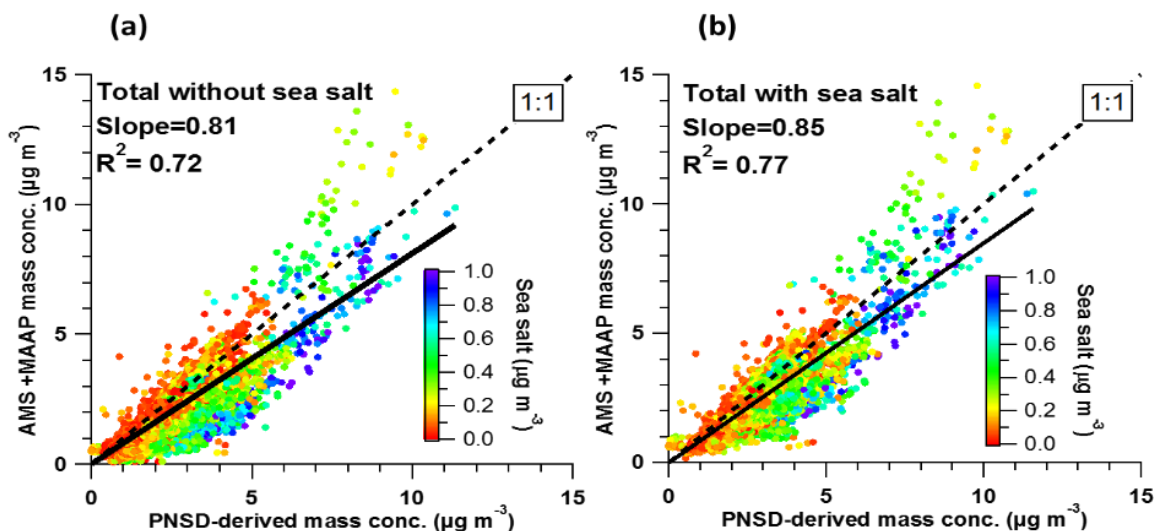 (a)
15
10
5
0
0
5
10
15
Total without sea salt
Slope=0.81
R²= 0.72
1:1
AMS +MAAP mass conc. (µg m⁻³)
PNSD-derived mass conc. (µg m⁻³)
1.0
0.8
0.6
0.4
0.2
0.0
Sea salt (µg m⁻³)
(b)
15
10
5
0
0
5
10
15
Total with sea salt
Slope=0.85
R²= 0.77
1:1
AMS +MAAP mass conc. (µg m⁻³)
PNSD-derived mass conc. (µg m⁻³)
1.0
0.8
0.6
0.4
0.2
0.0
Sea salt (µg m⁻³)